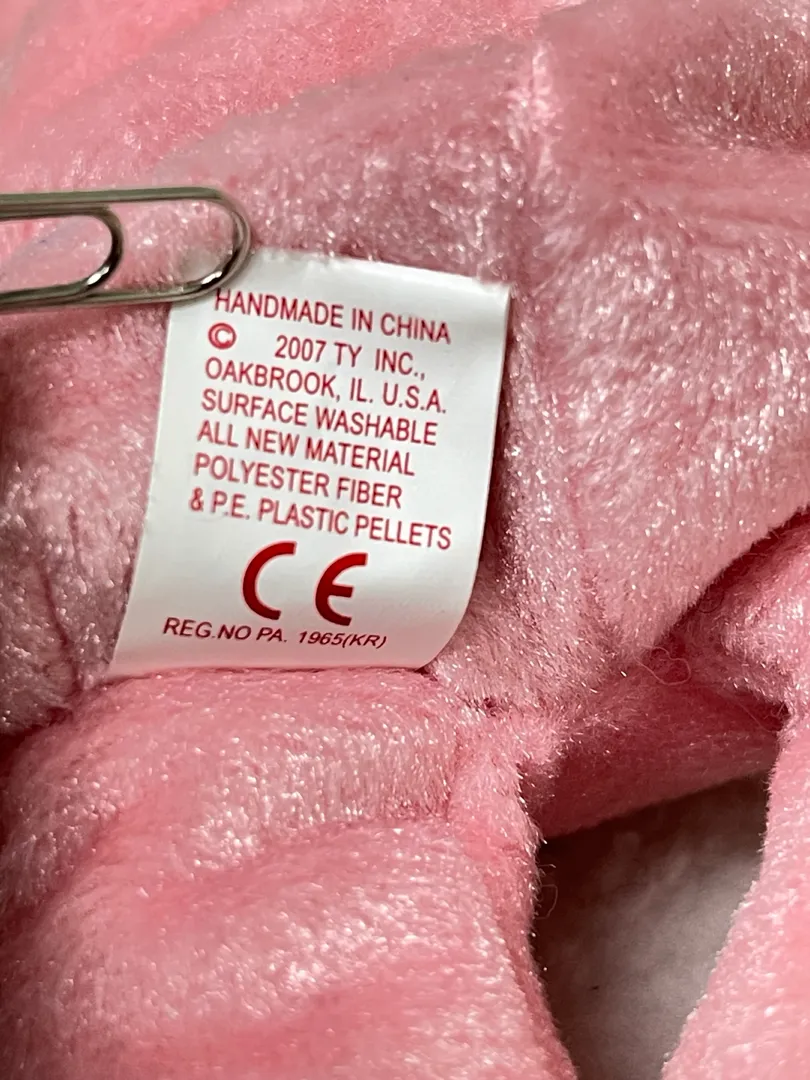 HANDMADE IN CHINA
© 2007 TY INC.,
OAKBROOK, IL. U.S.A.
SURFACE WASHABLE
ALL NEW MATERIAL
POLYESTER FIBER
& P.E. PLASTIC PELLETS
CE
REG.NO PA. 1965(KR)